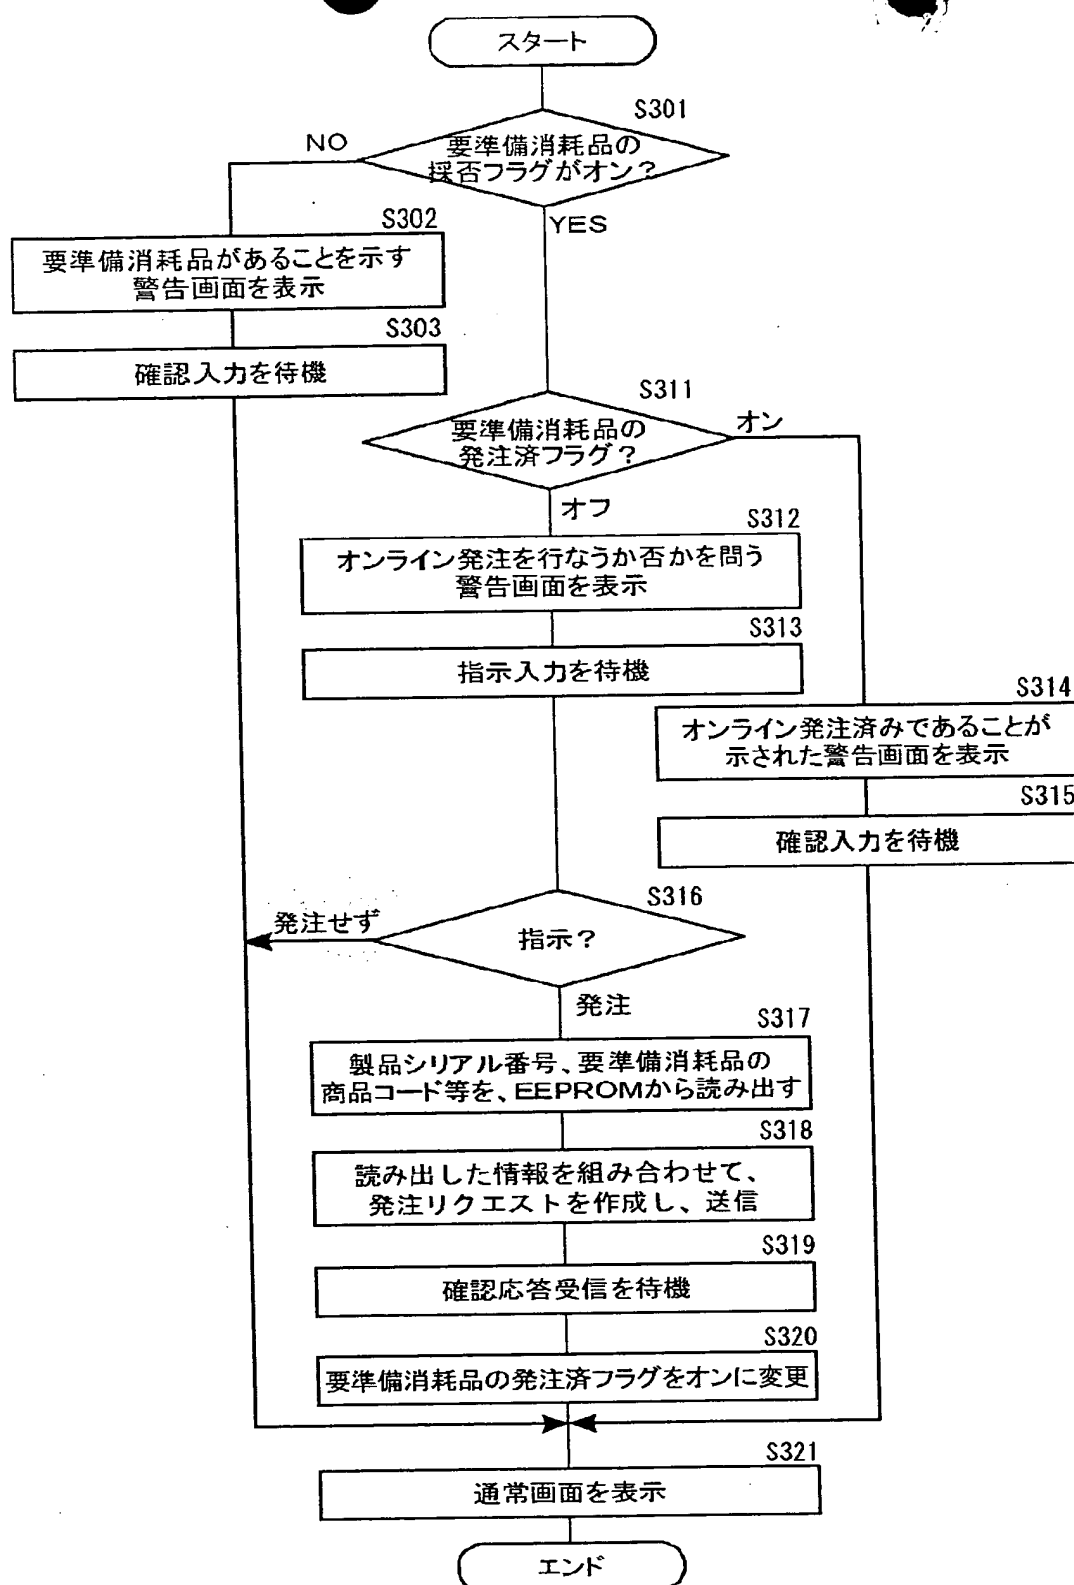 スタート
S301
NO
要準備消耗品の
採否フラグがオン？
YES
S302
要準備消耗品があることを示す
警告画面を表示
S303
確認入力を待機
S311
要準備消耗品の
発注済フラグ？
オン
オフ
S312
オンライン発注を行なうか否かを問う
警告画面を表示
S313
指示入力を待機
S314
オンライン発注済みであることが
示された警告画面を表示
S315
確認入力を待機
S316
発注せず
指示？
発注
S317
製品シリアル番号、要準備消耗品の
商品コード等を、EEPROMから読み出す
S318
読み出した情報を組み合わせて、
発注リクエストを作成し、送信
S319
確認応答受信を待機
S320
要準備消耗品の発注済フラグをオンに変更
S321
通常画面を表示
エンド